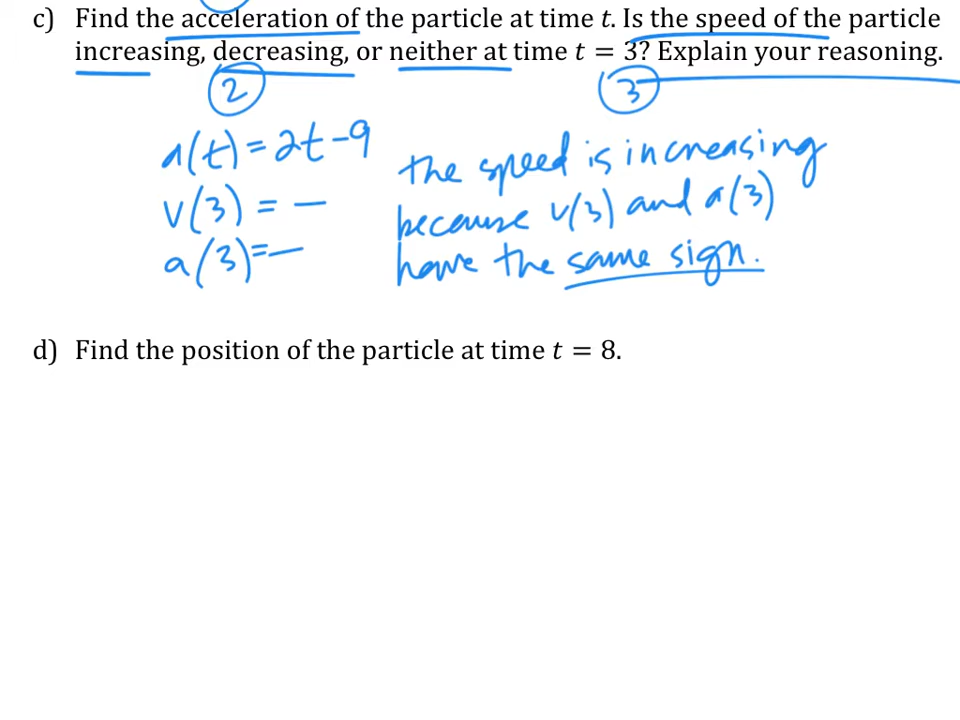 c) Find the acceleration of the particle at time t. Is the speed of the particle
increasing, decreasing, or neither at time t = 3? Explain your reasoning.
2
3
a(t) = 2t - 9
v(3) = -
a(3) = -
the speed is increasing
because v(3) and a(3)
have the same sign.
d) Find the position of the particle at time t = 8.